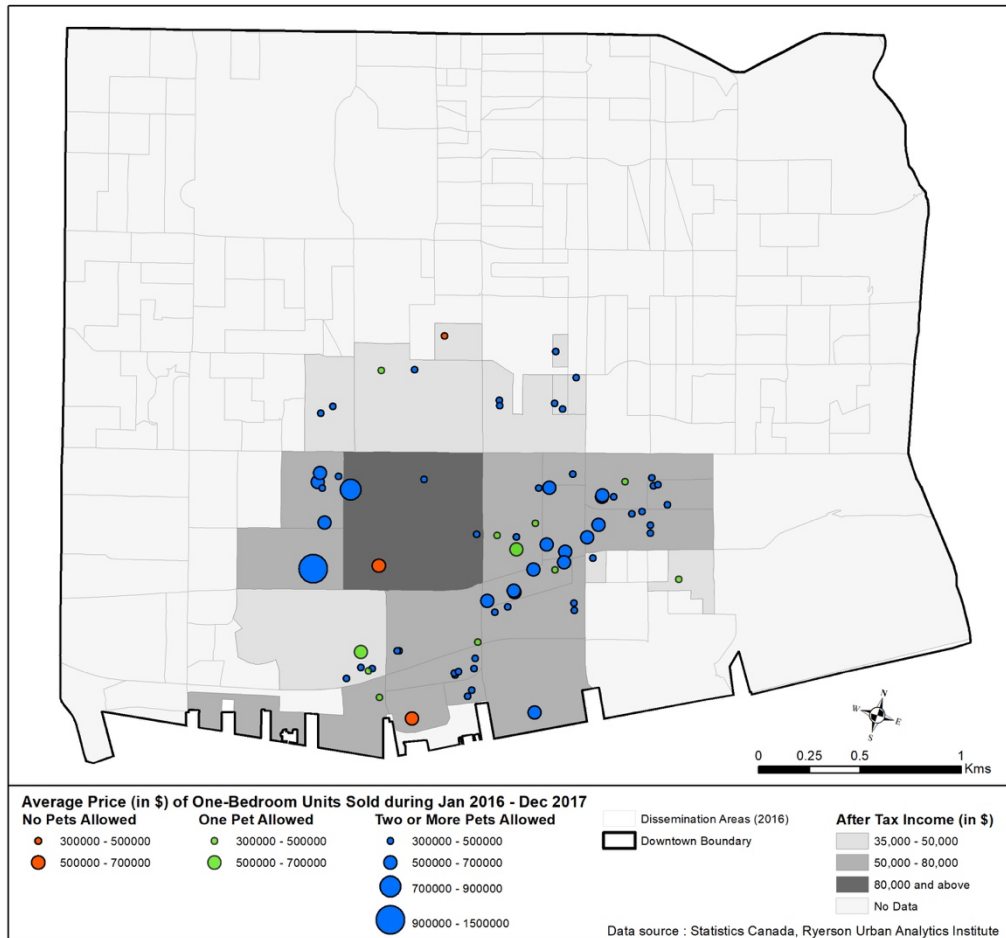 N
W E
S
0 0.25 0.5 1
Kms
Average Price (in $) of One-Bedroom Units Sold during Jan 2016 - Dec 2017
No Pets Allowed
300000 - 500000
500000 - 700000
One Pet Allowed
300000 - 500000
500000 - 700000
Two or More Pets Allowed
300000 - 500000
500000 - 700000
700000 - 900000
900000 - 1500000
Dissemination Areas (2016)
Downtown Boundary
After Tax Income (in $)
35,000 - 50,000
50,000 - 80,000
80,000 and above
No Data
Data source : Statistics Canada, Ryerson Urban Analytics Institute